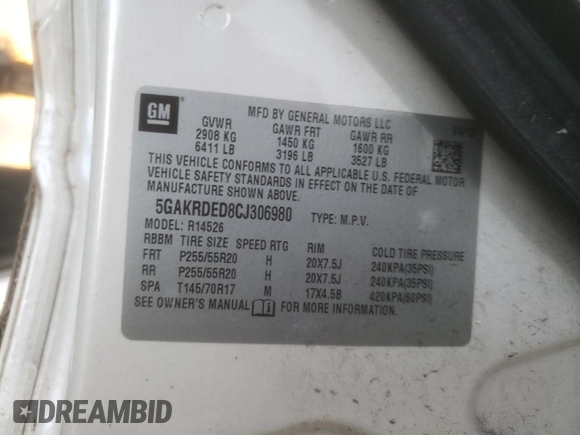 GM
MFD BY GENERAL MOTORS LLC
GVWR GAWR FRT GAWR RR
2908 KG 1450 KG 1600 KG
6411 LB 3196 LB 3527 LB
THIS VEHICLE CONFORMS TO ALL APPLICABLE U.S. FEDERAL MOTOR
VEHICLE SAFETY STANDARDS IN EFFECT ON THE DATE OF
MANUFACTURE SHOWN ABOVE.
5GAKRDED8CJ306980 TYPE: M.P.V.
MODEL: R14526
RBBM TIRE SIZE SPEED RTG RIM COLD TIRE PRESSURE
FRT P255/55R20 H 20X7.5J 240KPA(35PSI)
RR P255/55R20 H 20X7.5J 240KPA(35PSI)
SPA T145/70R17 M 17X4.5B 420KPA(60PSI)
SEE OWNER'S MANUAL FOR MORE INFORMATION.
DREAMBID